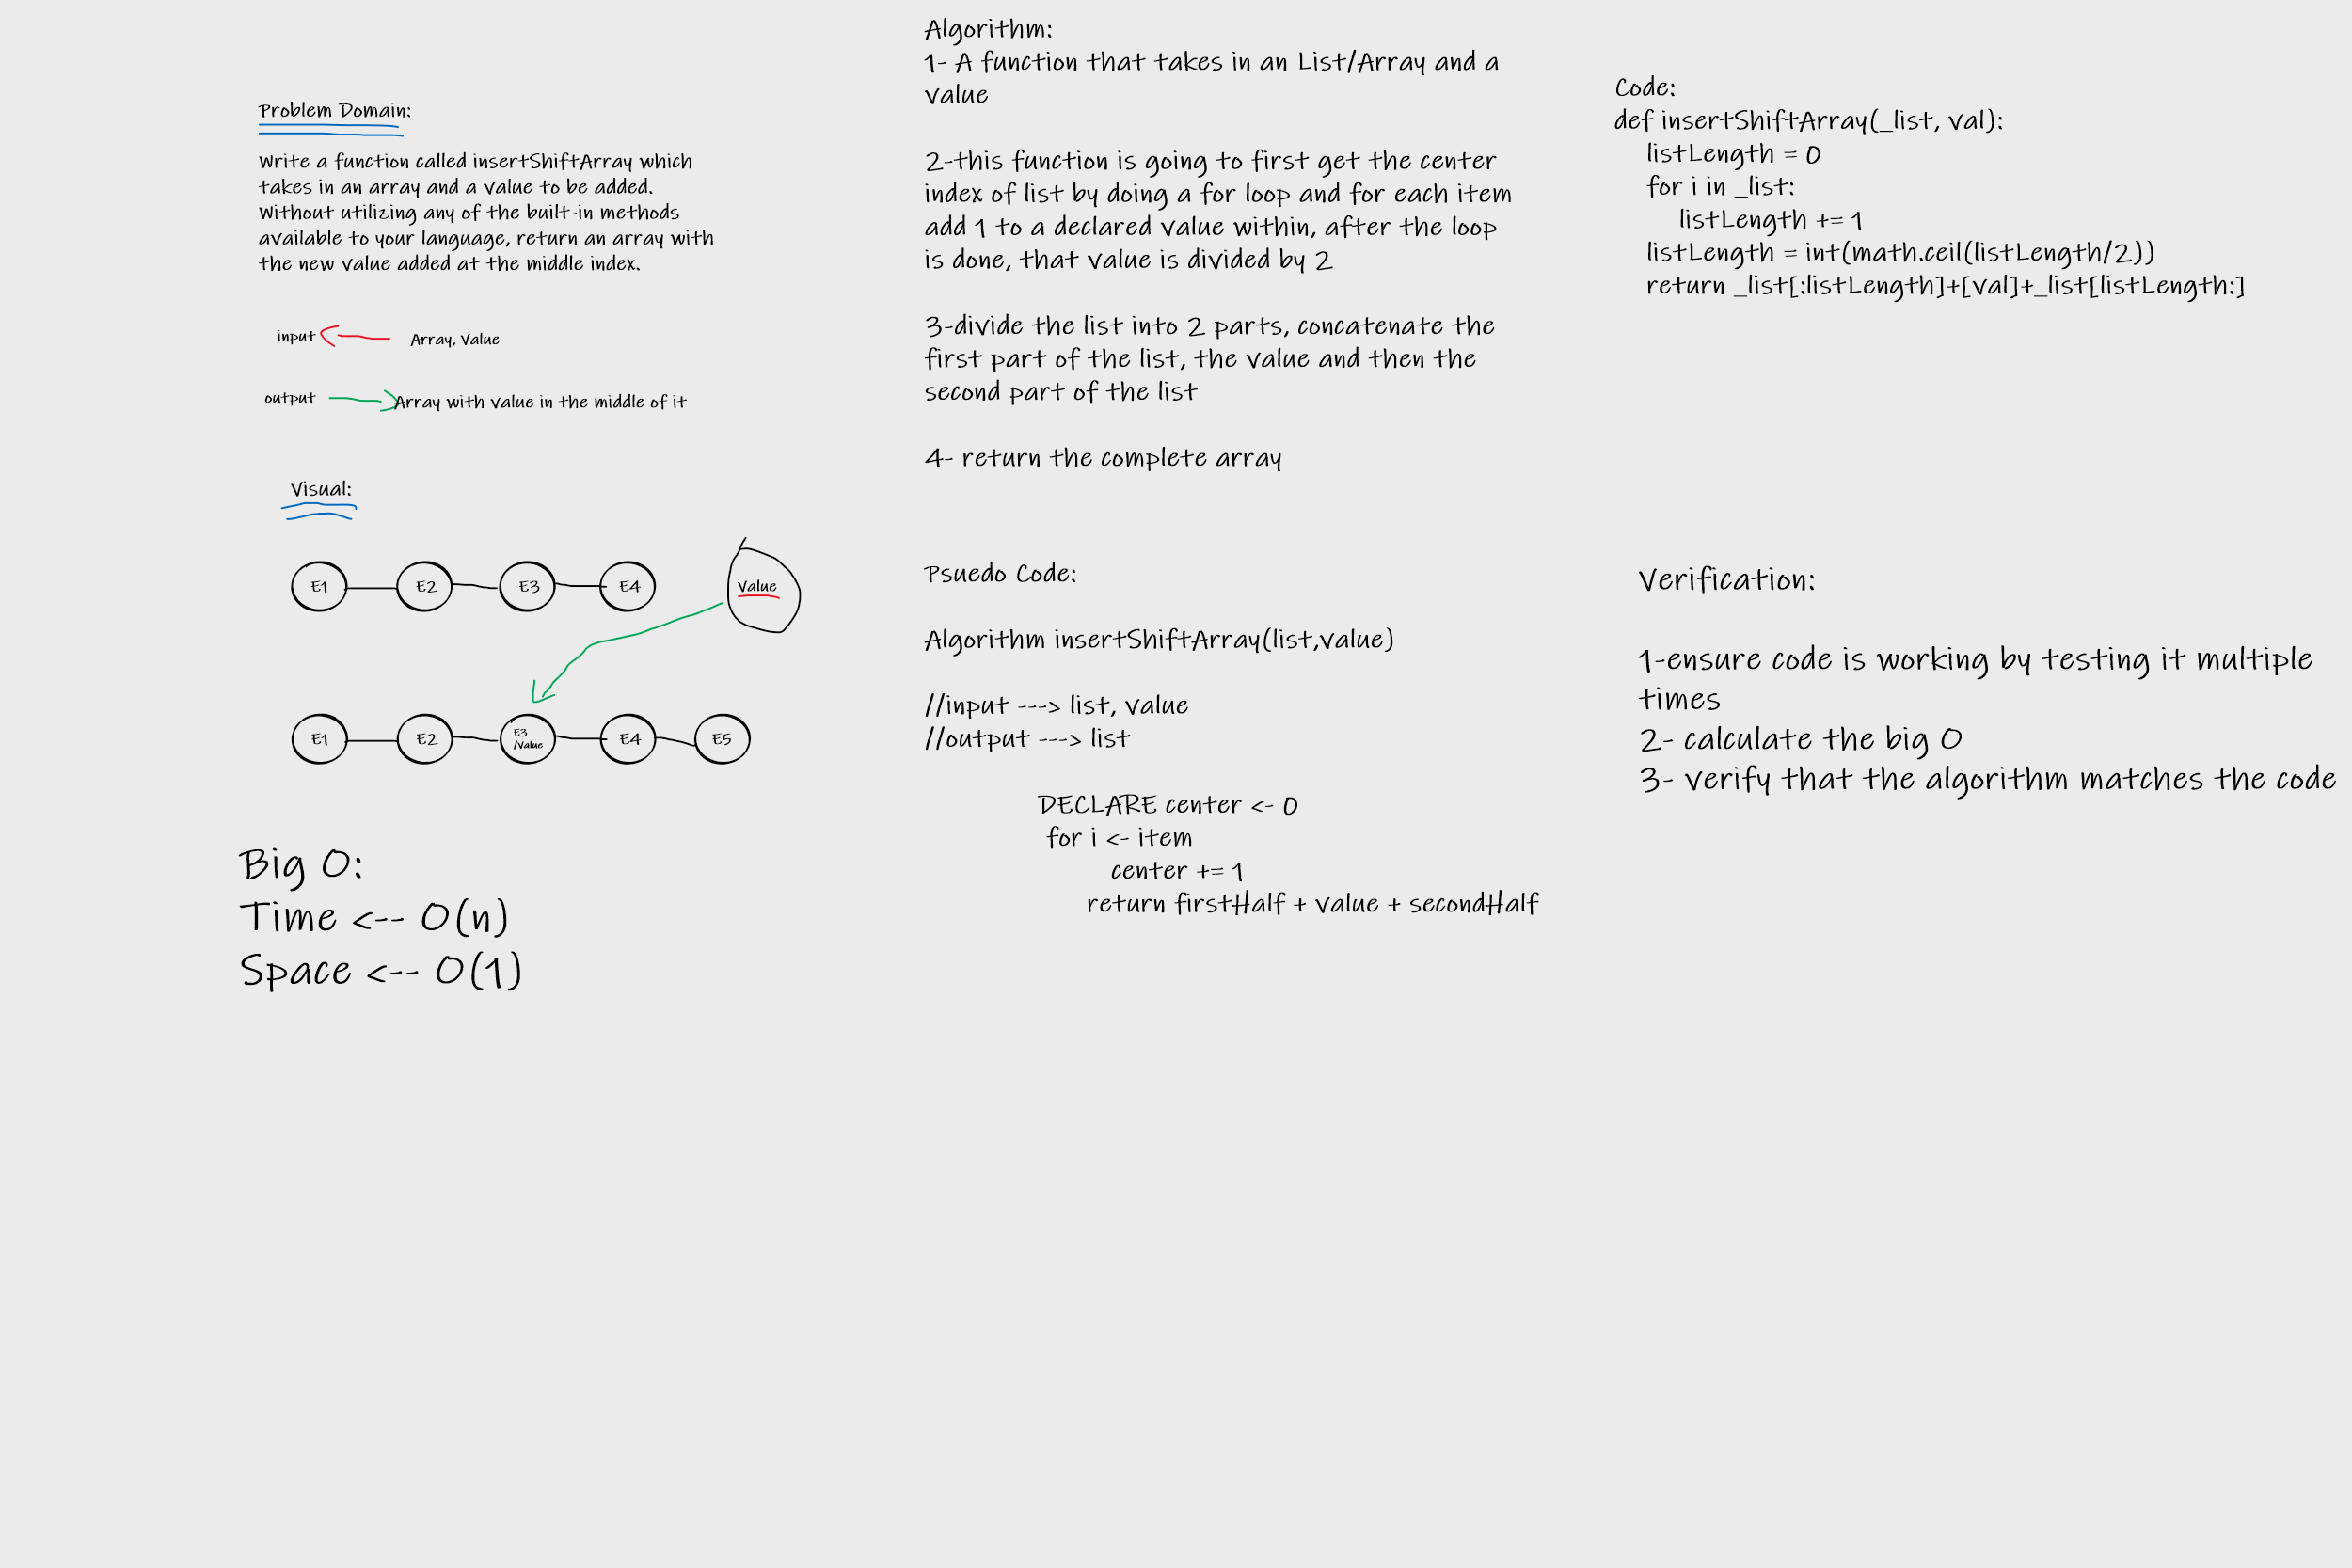 Problem Domain:
Write a function called insertShiftArray which
takes in an array and a value to be added.
Without utilizing any of the built-in methods
available to your language, return an array with
the new value added at the middle index.
input
Array, Value
output
Array with value in the middle of it
Visual:
E1
E2
E3
E4
Value
E1
E2
E3
/Value
E4
E5
Big O:
Time <-- O(n)
Space <-- O(1)
Algorithm:
1- A function that takes in an List/Array and a
value
2-this function is going to first get the center
index of list by doing a for loop and for each item
add 1 to a declared value within, after the loop
is done, that value is divided by 2
3-divide the list into 2 parts, concatenate the
first part of the list, the value and then the
second part of the list
4- return the complete array
Psuedo Code:
Algorithm insertShiftArray(list,value)
//input ---> list, value
//output ---> list
DECLARE center <- 0
for i <- item
center += 1
return firstHalf + value + secondHalf
Code:
def insertShiftArray(_list, val):
listLength = 0
for i in _list:
listLength += 1
listLength = int(math.ceil(listLength/2))
return _list[:listLength]+[val]+_list[listLength:]
Verification:
1-ensure code is working by testing it multiple
times
2- calculate the big O
3- verify that the algorithm matches the code